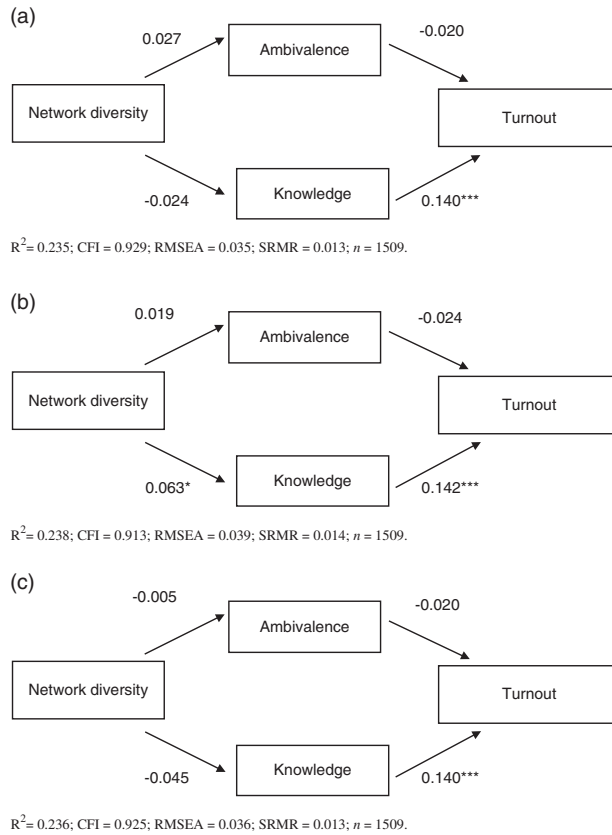 (a)
0.027
-0.020
Ambivalence
Network diversity
Turnout
Knowledge
-0.024
0.140***
R²= 0.235; CFI = 0.929; RMSEA = 0.035; SRMR = 0.013; n = 1509.
(b)
0.019
-0.024
Ambivalence
Network diversity
Turnout
Knowledge
0.063*
0.142***
R²= 0.238; CFI = 0.913; RMSEA = 0.039; SRMR = 0.014; n = 1509.
(c)
-0.005
-0.020
Ambivalence
Network diversity
Turnout
Knowledge
-0.045
0.140***
R²= 0.236; CFI = 0.925; RMSEA = 0.036; SRMR = 0.013; n = 1509.